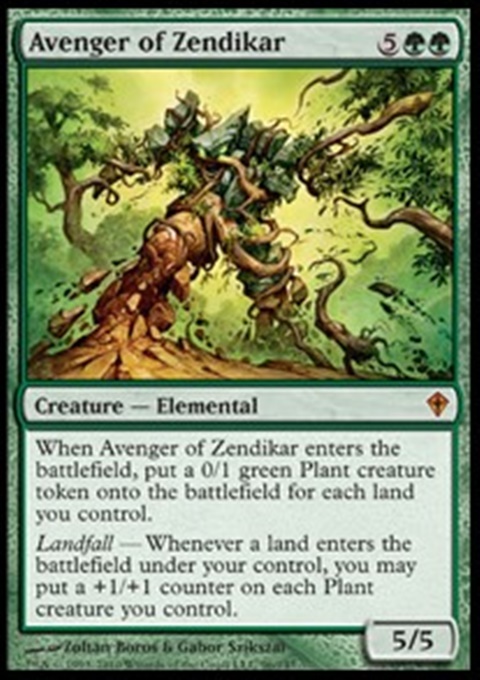 Avenger of Zendikar 5
Creature — Elemental
When Avenger of Zendikar enters the
battlefield, put a 0/1 green Plant creature
token onto the battlefield for each land
you control.
Landfall — Whenever a land enters the
battlefield under your control, you may
put a +1/+1 counter on each Plant
creature you control.
Zoltan Boros & Gabor Szikszai
5/5